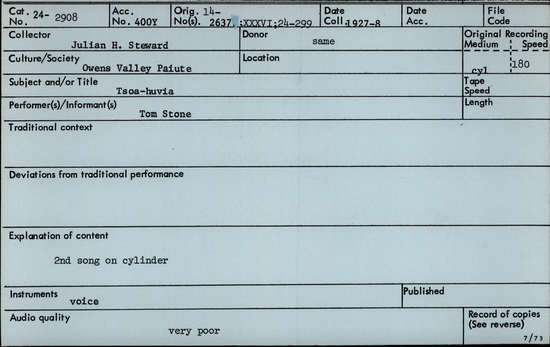 Cat. 24- 2908 Acc. Orig. 14- Date Date File
No. No. 400Y No(s). 2637, ;XXXVI;24-299 Coll. 1927-8 Acc. Code
Collector Donor Original Recording
Julian H. Steward same Medium Speed
Culture/Society Location
Owens Valley Paiute cyl 180
Subject and/or Title Tape
Tsoa-huvia Speed
Performer(s)/Informant(s) Length
Tom Stone
Traditional context
Deviations from traditional performance
Explanation of content
2nd song on cylinder
Instruments Published
voice
Audio quality Record of copies
(See reverse)
very poor
7/73